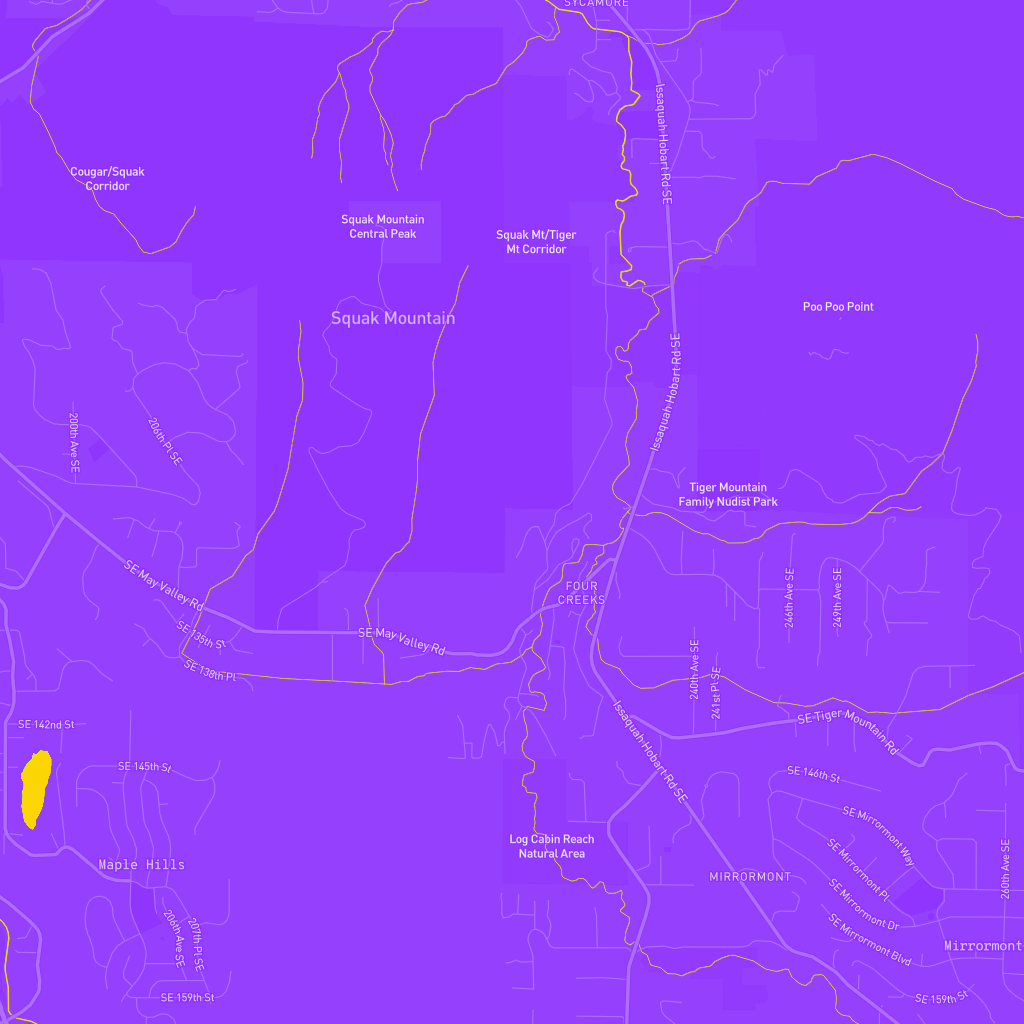 SYCAMORE
Issaquah Hobart Rd SE
Cougar/Squak
Corridor
Squak Mountain
Central Peak
Squak Mt/Tiger
Mt Corridor
Poo Poo Point
Squak Mountain
Issaquah Hobart Rd SE
200th Ave SE
206th Pl SE
Tiger Mountain
Family Nudist Park
SE May Valley Rd
FOUR
CREEKS
246th Ave SE
249th Ave SE
SE 135th St
SE May Valley Rd
SE 138th Pl
240th Ave SE
241st Pl SE
SE 142nd St
Issaquah Hobart Rd SE
SE Tiger Mountain Rd
SE 145th St
SE 146th St
SE Mirrormont Way
Log Cabin Reach
Natural Area
Maple Hills
MIRRORMONT
SE Mirrormont Pl
260th Ave SE
SE Mirrormont Dr
206th Ave SE
207th Pl SE
SE Mirrormont Blvd
Mirrormont
SE 159th St
SE 159th St